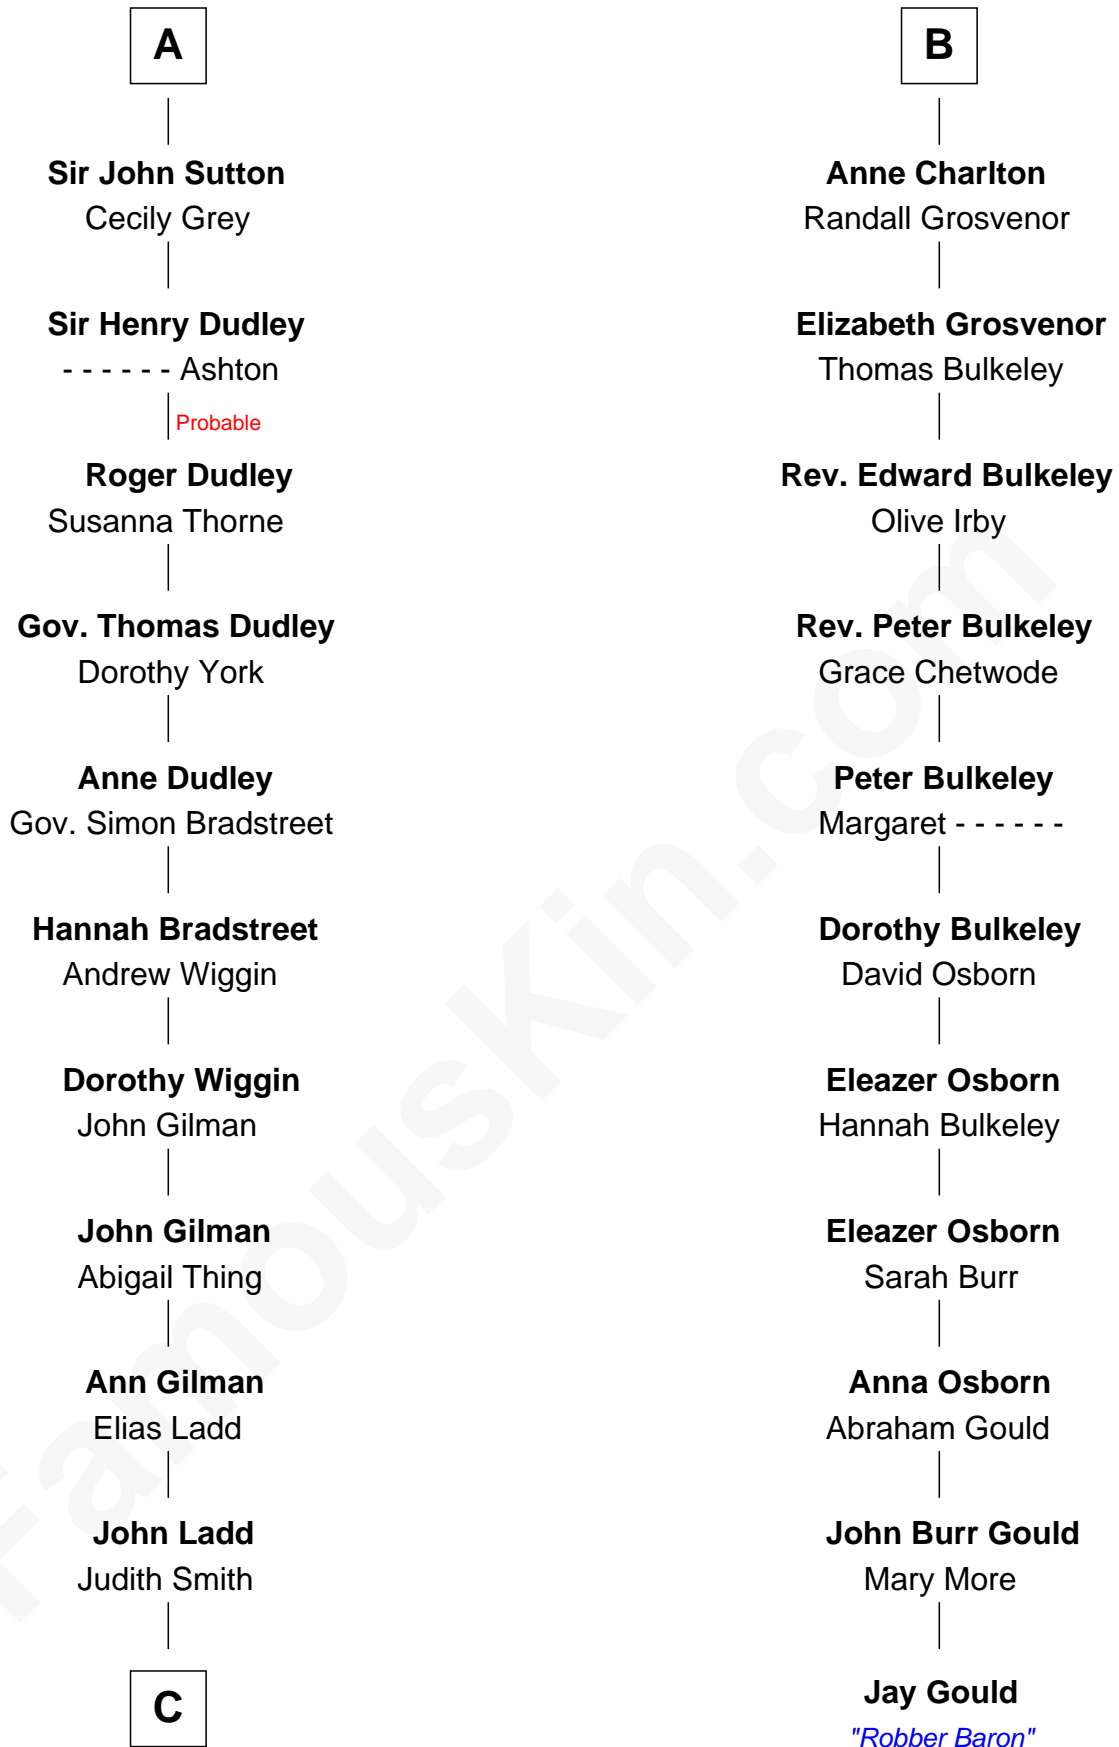 A
Sir John Sutton
Cecily Grey
Sir Henry Dudley
- - - - - - Ashton
Probable
Roger Dudley
Susanna Thorne
Gov. Thomas Dudley
Dorothy York
Anne Dudley
Gov. Simon Bradstreet
Hannah Bradstreet
Andrew Wiggin
Dorothy Wiggin
John Gilman
John Gilman
Abigail Thing
Ann Gilman
Elias Ladd
John Ladd
Judith Smith
C
B
Anne Charlton
Randall Grosvenor
Elizabeth Grosvenor
Thomas Bulkeley
Rev. Edward Bulkeley
Olive Irby
Rev. Peter Bulkeley
Grace Chetwode
Peter Bulkeley
Margaret - - - - - -
Dorothy Bulkeley
David Osborn
Eleazer Osborn
Hannah Bulkeley
Eleazer Osborn
Sarah Burr
Anna Osborn
Abraham Gould
John Burr Gould
Mary More
Jay Gould
"Robber Baron"
FamousKin.com